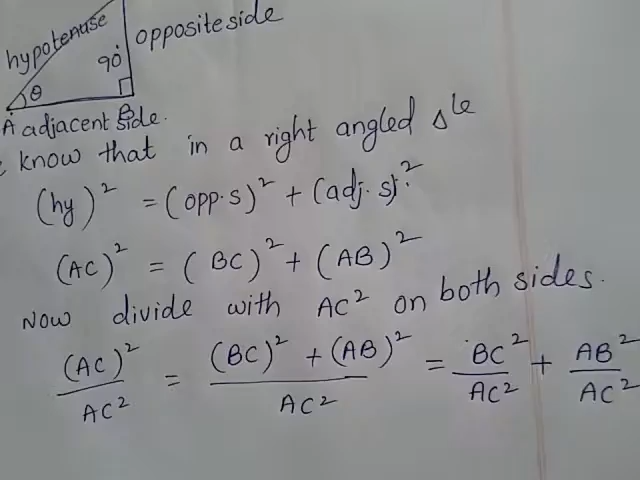 hypotenuse
opposite side
90°
θ
A
B
adjacent side.
know that in a right angled Δle
(hy)² = (opp.s)² + (adj.s)².
(AC)² = (BC)² + (AB)²
Now divide with AC² on both sides.
(AC)²/AC² = (BC)² + (AB)²/AC² = BC²/AC² + AB²/AC²